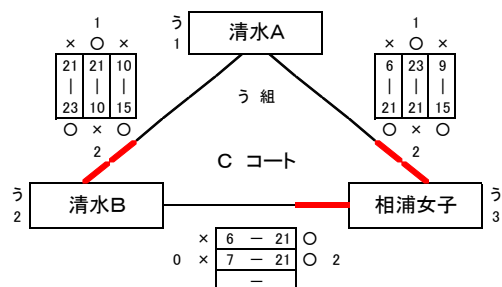 う
1
清水A
1
× ○ ×
21 21 10
| | |
23 10 15
○ × ○
2
1
× ○ ×
6 23 9
| | |
21 21 15
○ × ○
2
う 組
C コート
う
2
清水B
相浦女子
う
3
× 6 － 21 ○
0 × 7 － 21 ○ 2
－